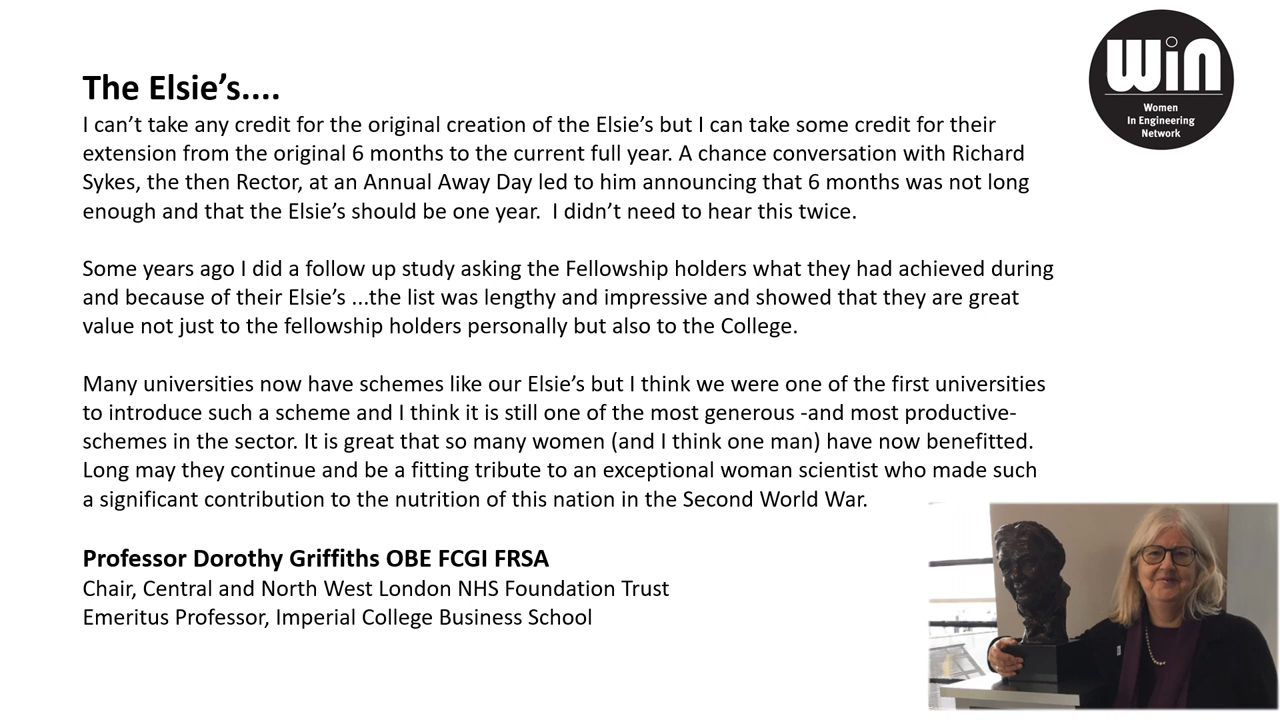 The Elsie’s....
I can’t take any credit for the original creation of the Elsie’s but I can take some credit for their
extension from the original 6 months to the current full year. A chance conversation with Richard
Sykes, the then Rector, at an Annual Away Day led to him announcing that 6 months was not long
enough and that the Elsie’s should be one year.  I didn’t need to hear this twice.
Some years ago I did a follow up study asking the Fellowship holders what they had achieved during
and because of their Elsie’s ...the list was lengthy and impressive and showed that they are great
value not just to the fellowship holders personally but also to the College.
Many universities now have schemes like our Elsie’s but I think we were one of the first universities
to introduce such a scheme and I think it is still one of the most generous -and most productive-
schemes in the sector. It is great that so many women (and I think one man) have now benefitted.
Long may they continue and be a fitting tribute to an exceptional woman scientist who made such
a significant contribution to the nutrition of this nation in the Second World War.
Professor Dorothy Griffiths OBE FCGI FRSA
Chair, Central and North West London NHS Foundation Trust
Emeritus Professor, Imperial College Business School
WiN
Women
In Engineering
Network